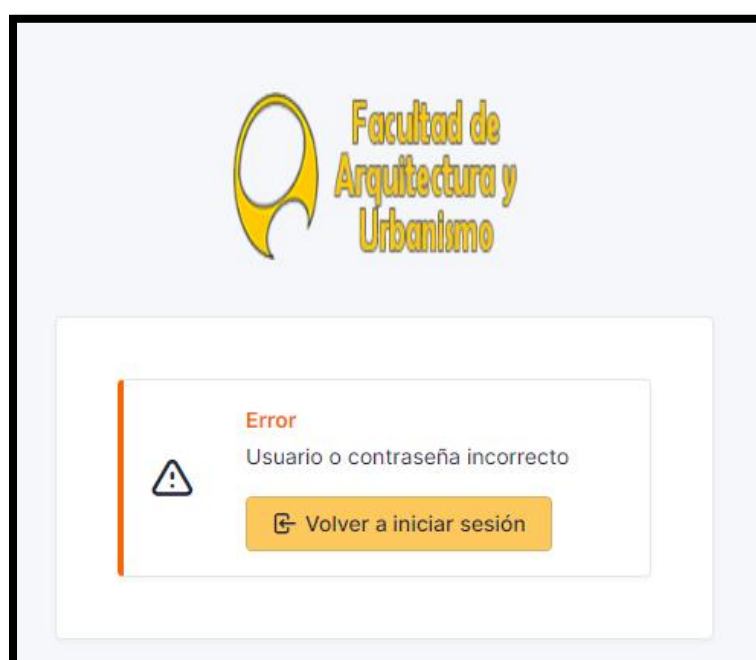 Facultad de
Arquitectura y
Urbanismo
Error
Usuario o contraseña incorrecto
Volver a iniciar sesión